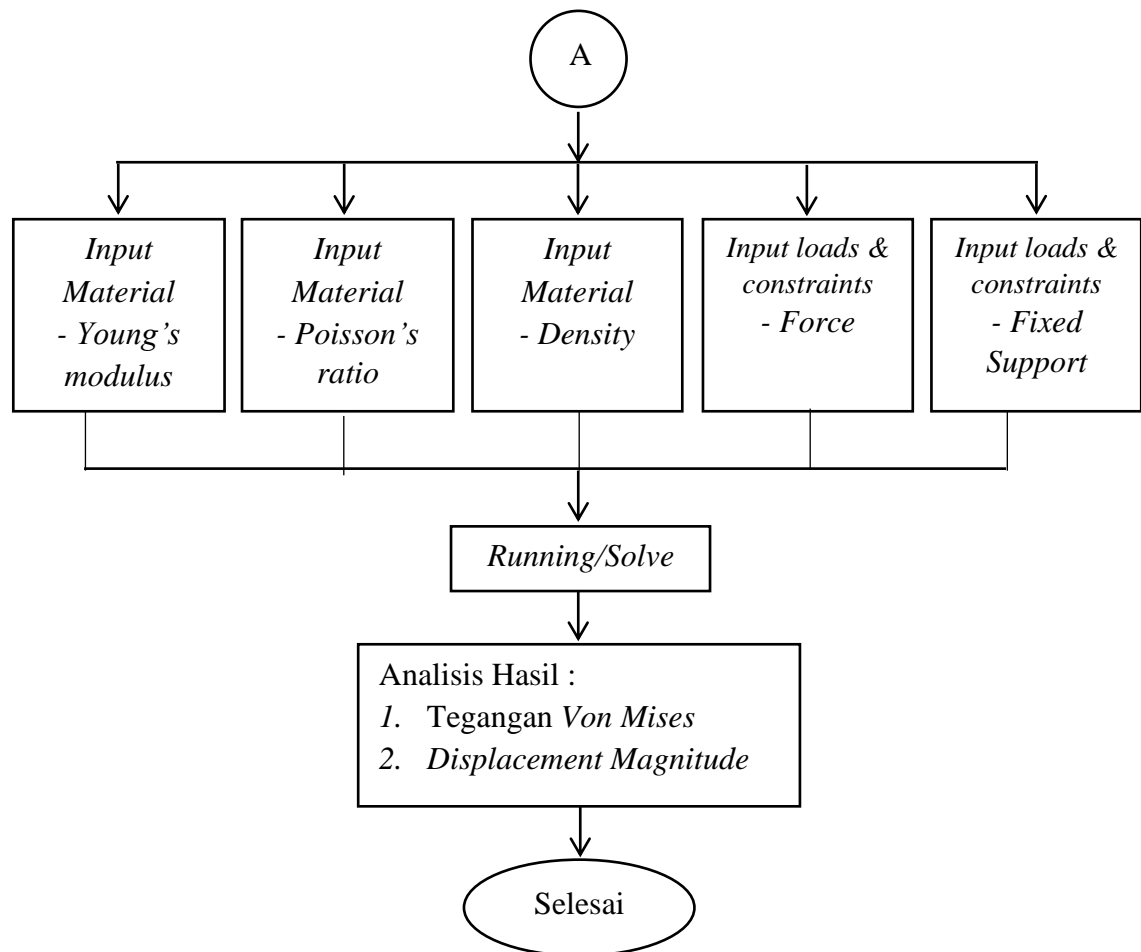 A
Input
Material
- Young’s
modulus
Input
Material
- Poisson’s
ratio
Input
Material
- Density
Input loads &
constraints
- Force
Input loads &
constraints
- Fixed
Support
Running/Solve
Analisis Hasil :
1. Tegangan Von Mises
2. Displacement Magnitude
Selesai